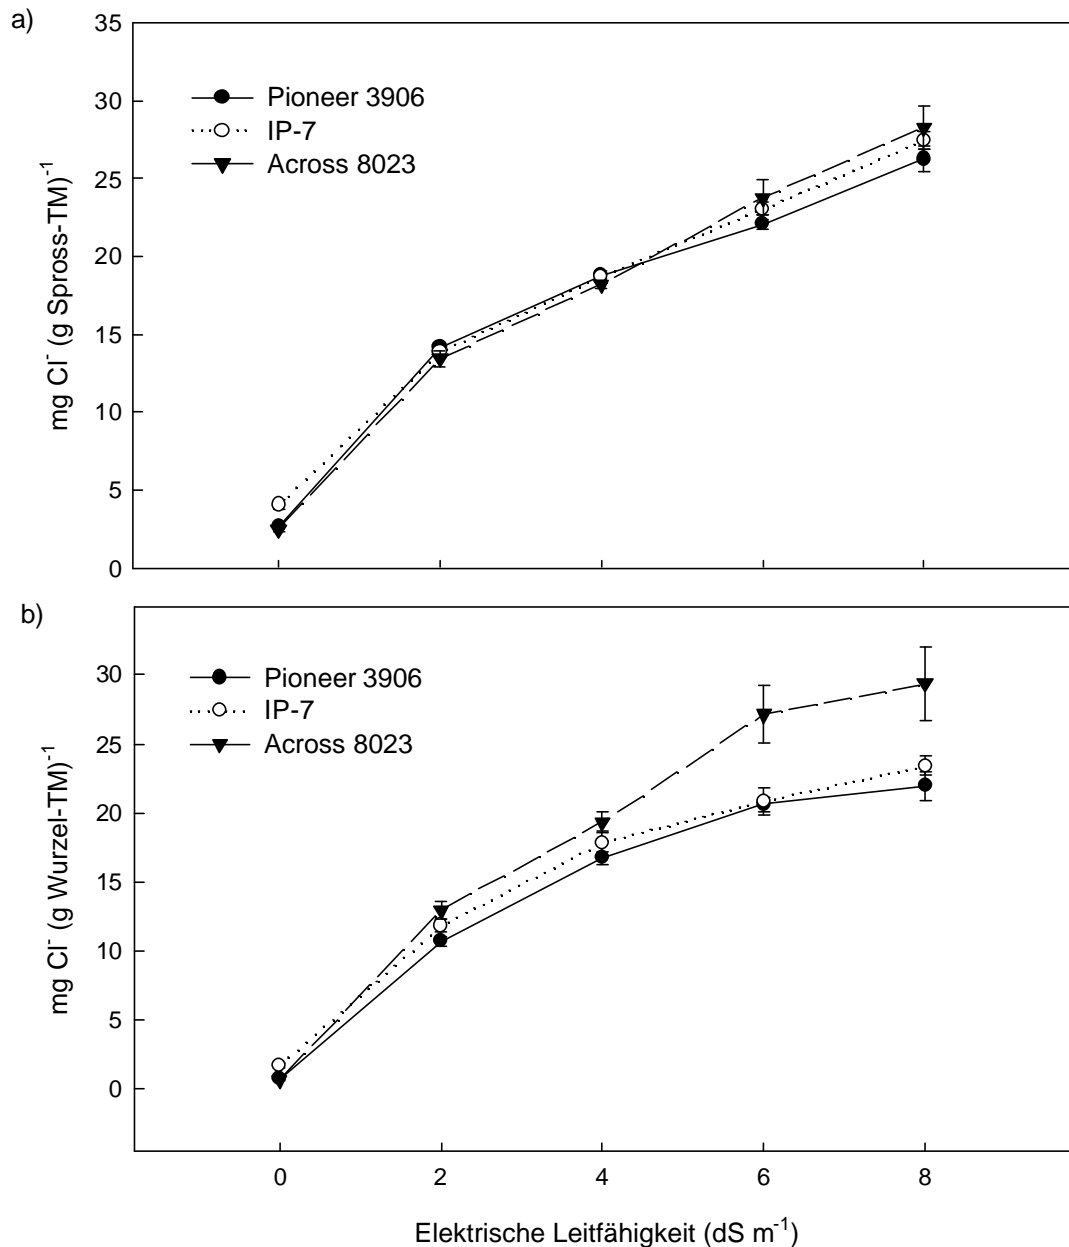 a)
mg Cl⁻ (g Spross-TM)⁻¹
35
30
25
20
15
10
5
0
Pioneer 3906
IP-7
Across 8023
b)
mg Cl⁻ (g Wurzel-TM)⁻¹
30
25
20
15
10
5
0
Pioneer 3906
IP-7
Across 8023
0 2 4 6 8
Elektrische Leitfähigkeit (dS m⁻¹)